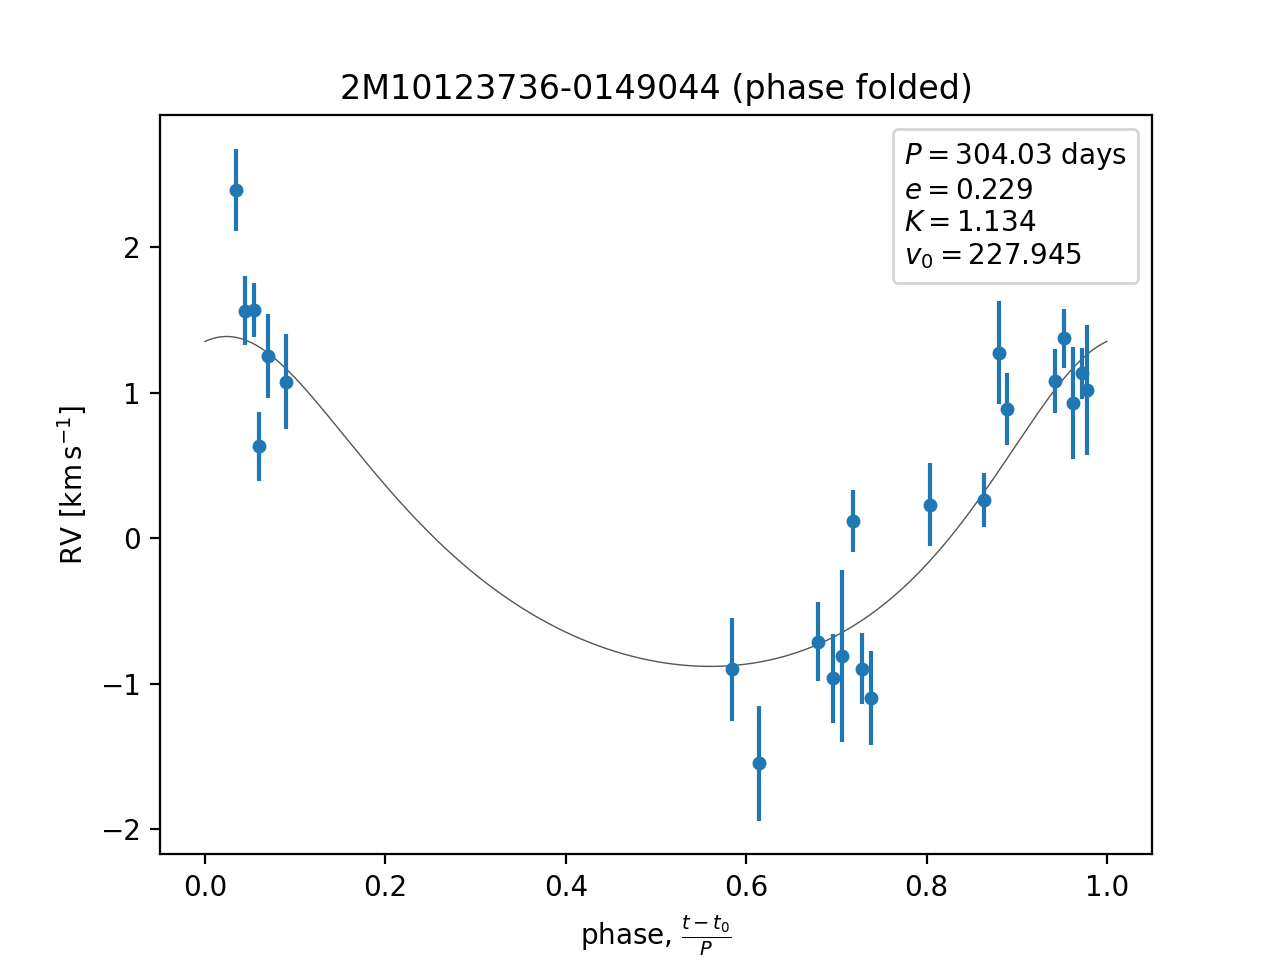 2M10123736-0149044 (phase folded)
P = 304.03 days
e = 0.229
K = 1.134
v₀ = 227.945
RV [km s⁻¹]
2
1
0
−1
−2
0.0 0.2 0.4 0.6 0.8 1.0
phase, (t − t₀)/P